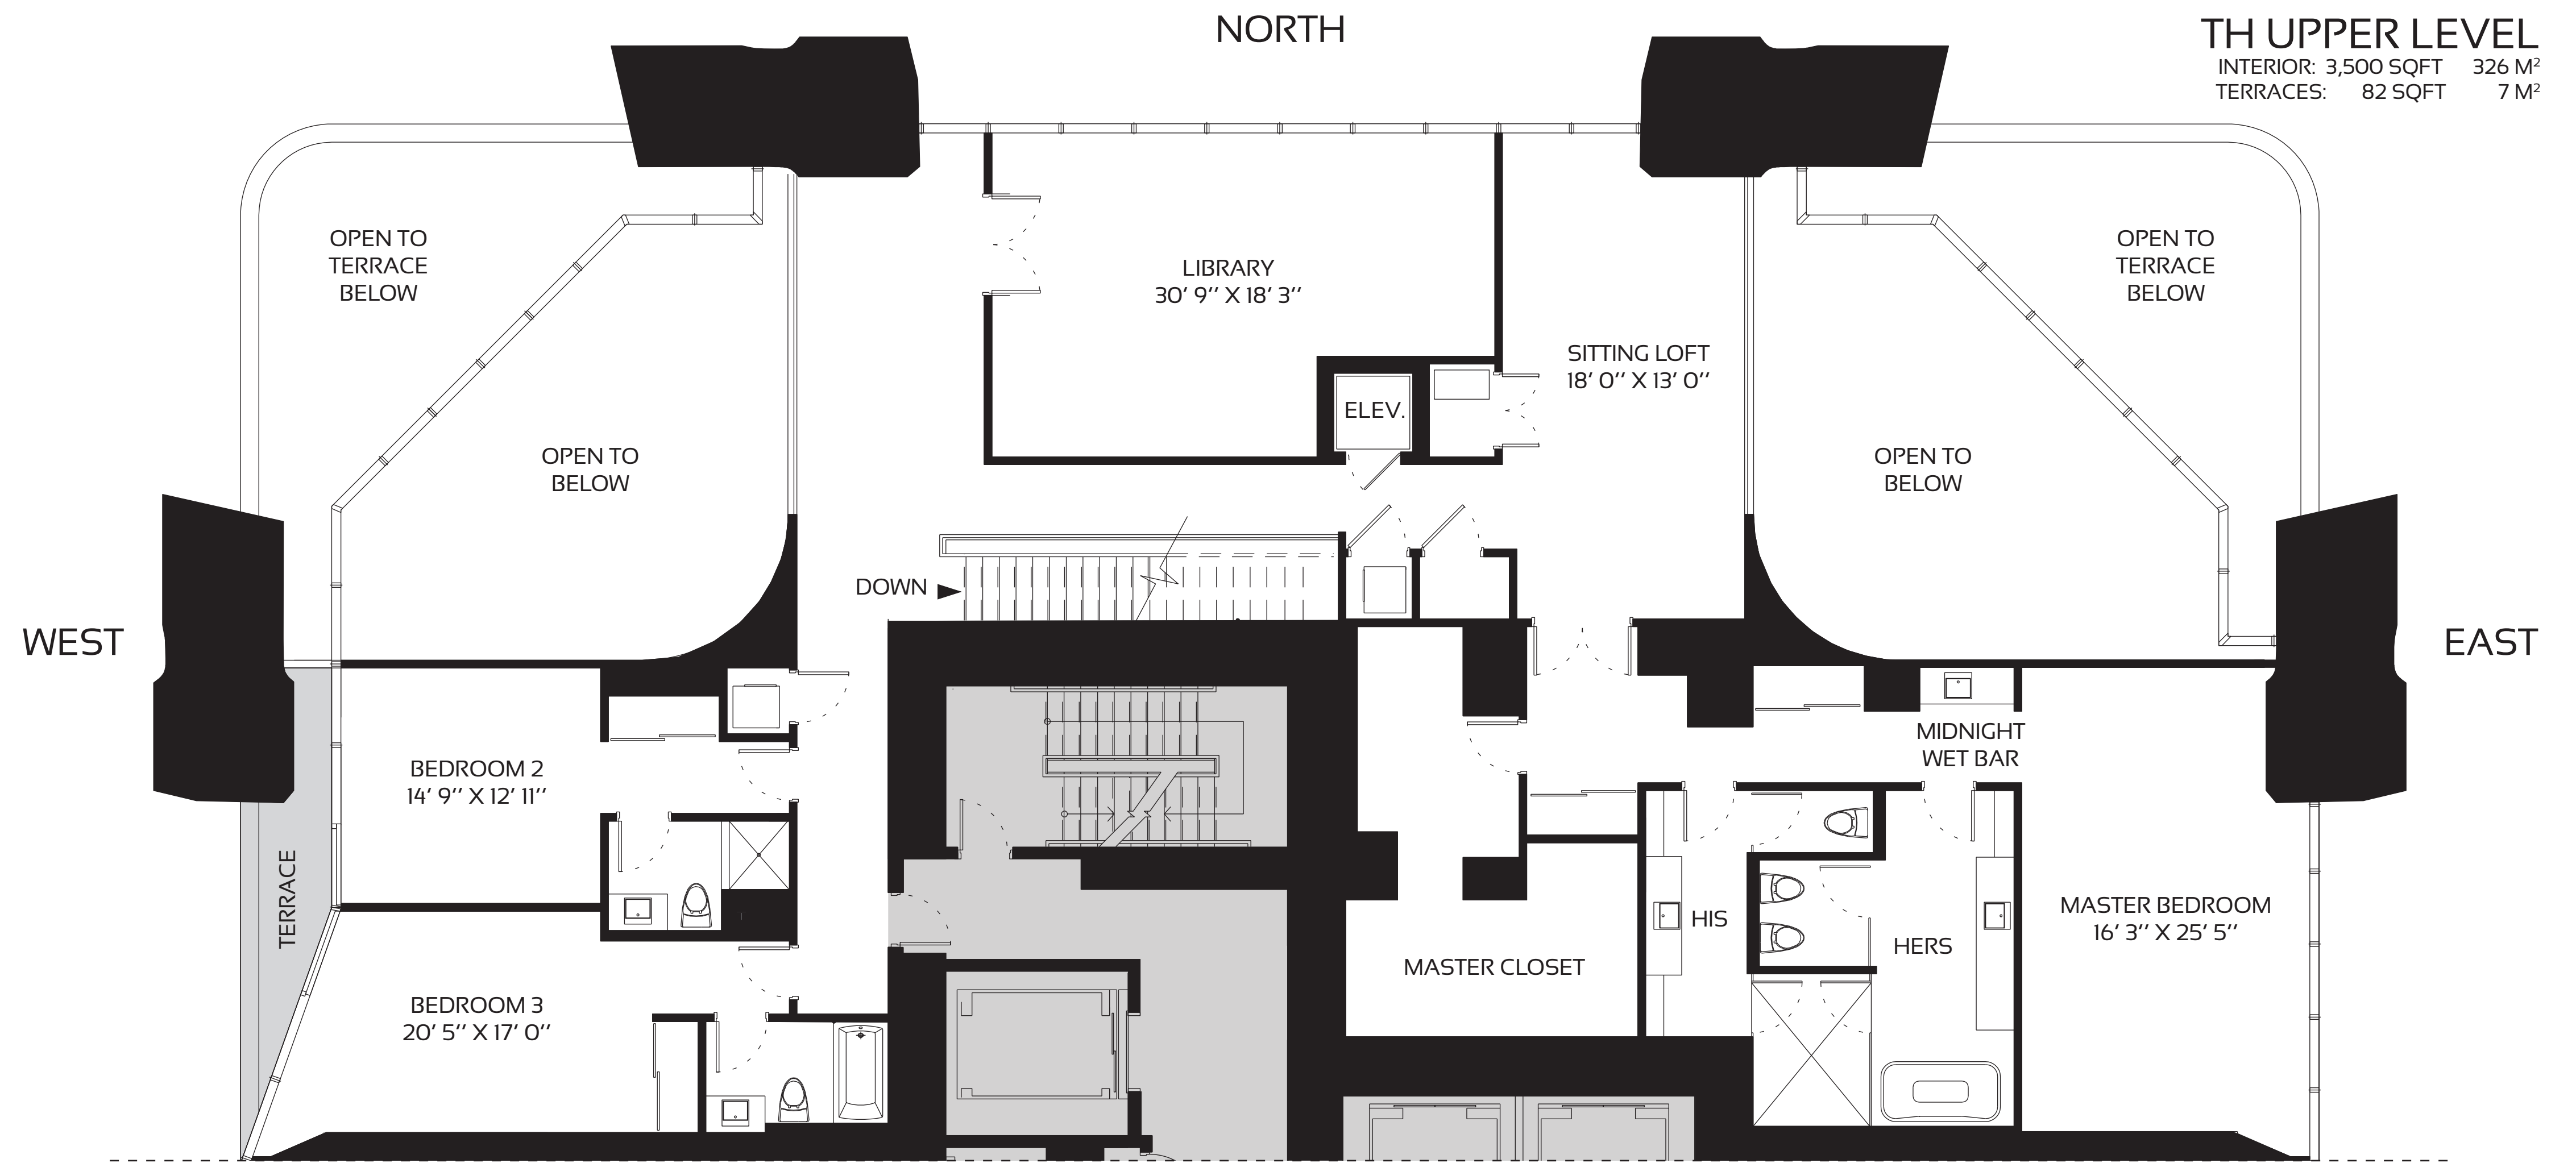 NORTH
TH UPPER LEVEL
INTERIOR: 3,500 SQFT 326 M²
TERRACES: 82 SQFT 7 M²
OPEN TO
TERRACE
BELOW
OPEN TO
BELOW
LIBRARY
30' 9'' X 18' 3''
ELEV.
SITTING LOFT
18' 0'' X 13' 0''
OPEN TO
TERRACE
BELOW
OPEN TO
BELOW
DOWN
WEST
EAST
MIDNIGHT
WET BAR
BEDROOM 2
14' 9'' X 12' 11''
TERRACE
BEDROOM 3
20' 5'' X 17' 0''
MASTER CLOSET
HIS
HERS
MASTER BEDROOM
16' 3'' X 25' 5''